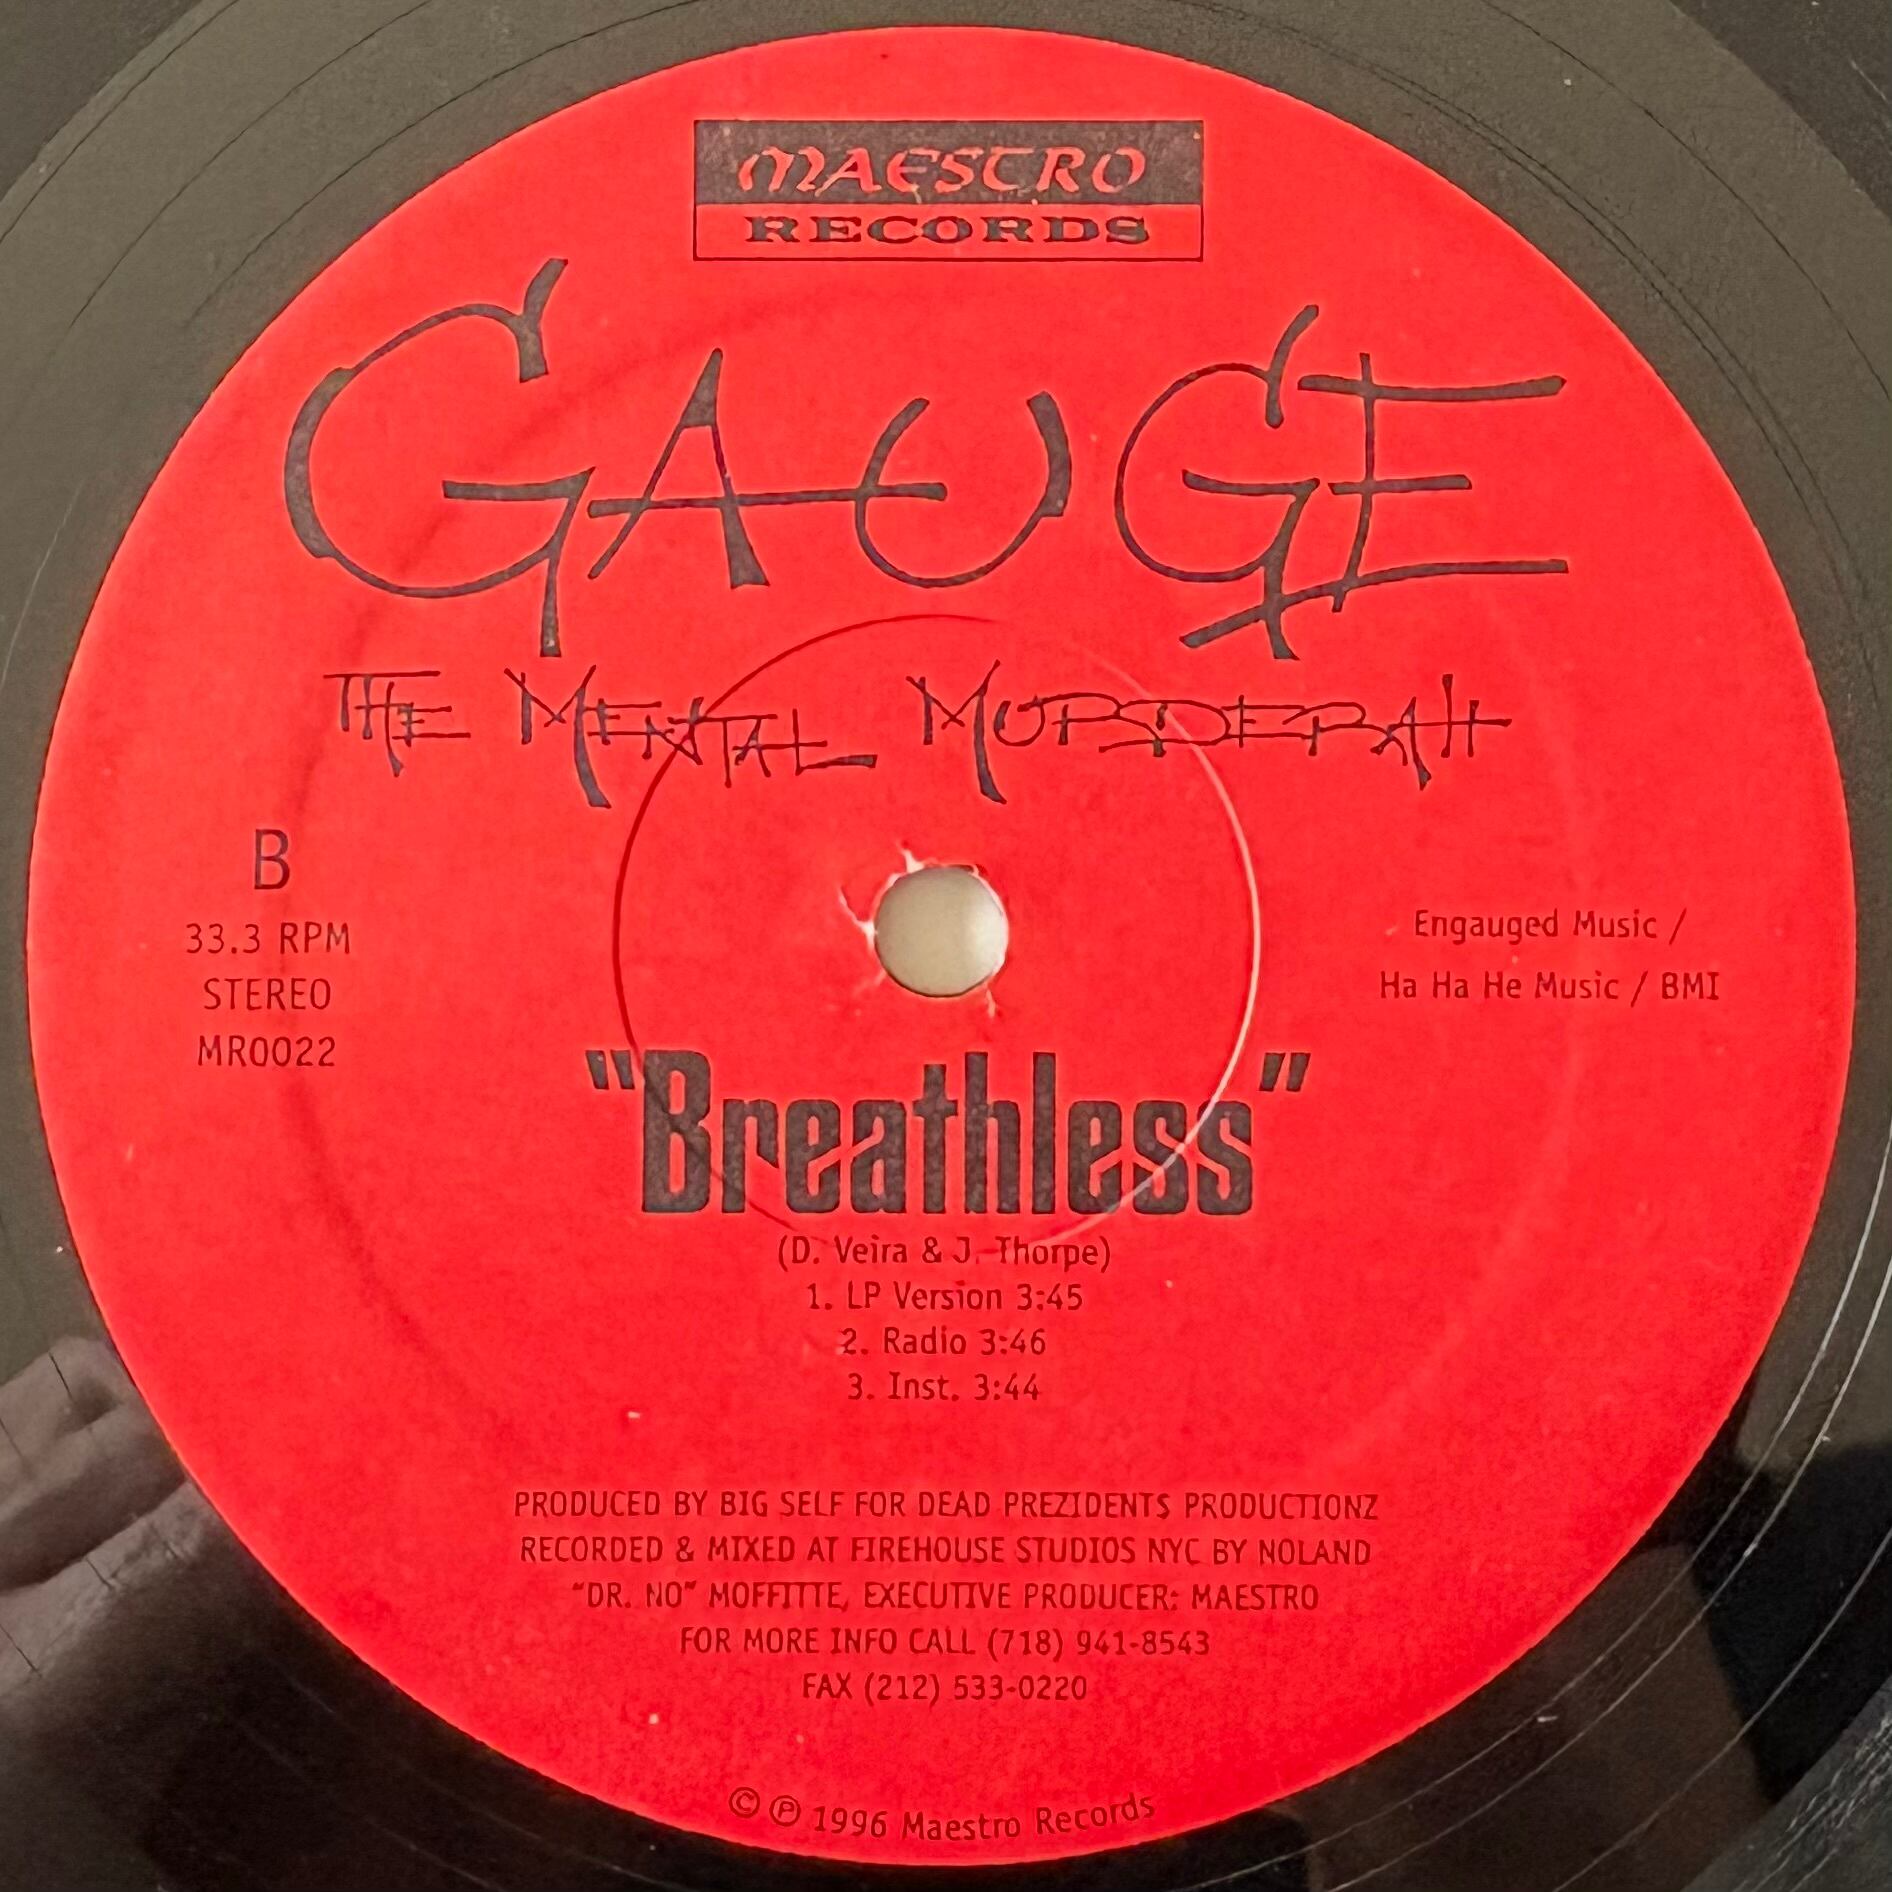 MAESTRO
RECORDS
GAUGE
THE MENTAL MURDERAH
B
33.3 RPM
STEREO
MR0022
Engauged Music /
Ha Ha He Music / BMI
"Breathless"
(D. Veira & J. Thorpe)
1. LP Version 3:45
2. Radio 3:46
3. Inst. 3:44
PRODUCED BY BIG SELF FOR DEAD PREZIDENT$ PRODUCTIONZ
RECORDED & MIXED AT FIREHOUSE STUDIOS NYC BY NOLAND
"DR. NO" MOFFITTE, EXECUTIVE PRODUCER: MAESTRO
FOR MORE INFO CALL (718) 941-8543
FAX (212) 533-0220
© ℗ 1996 Maestro Records